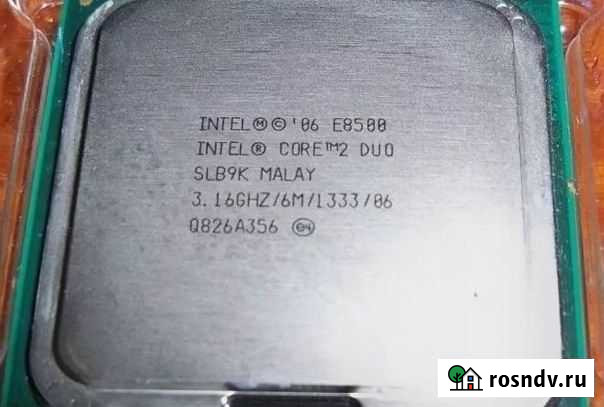 INTEL Ⓜ © '06 E8500
INTEL® CORE™2 DUO
SLB9K MALAY
3.16GHZ/6M/1333/06
Q826A356 e4
rosndv.ru